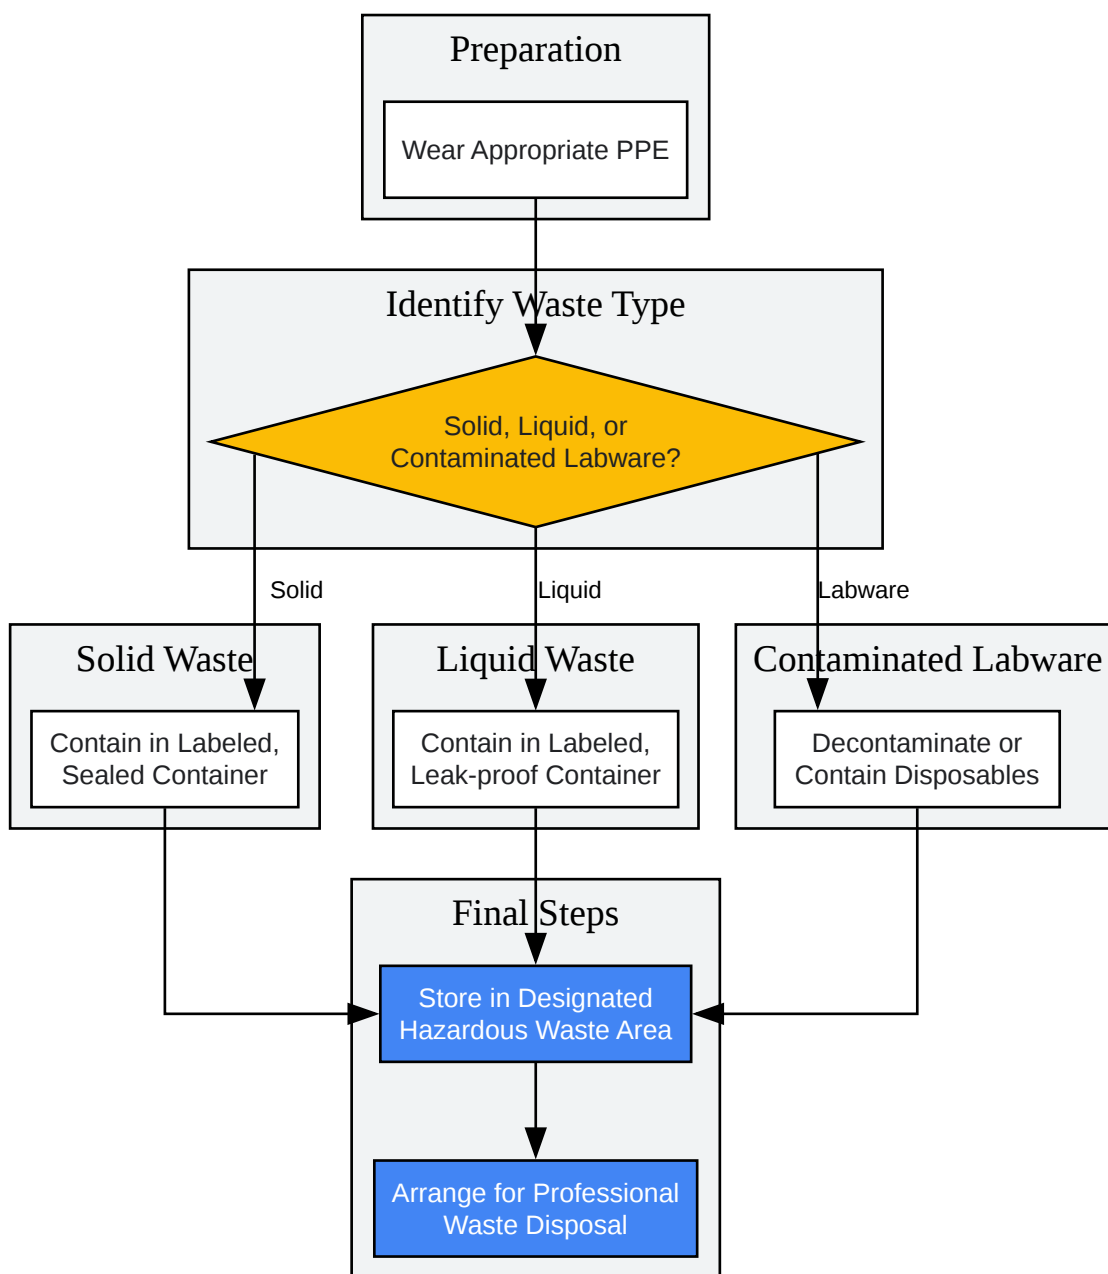 Preparation
Wear Appropriate PPE
Identify Waste Type
Solid, Liquid, or
Contaminated Labware?
Solid
Liquid
Labware
Solid Waste
Contain in Labeled,
Sealed Container
Liquid Waste
Contain in Labeled,
Leak-proof Container
Contaminated Labware
Decontaminate or
Contain Disposables
Final Steps
Store in Designated
Hazardous Waste Area
Arrange for Professional
Waste Disposal